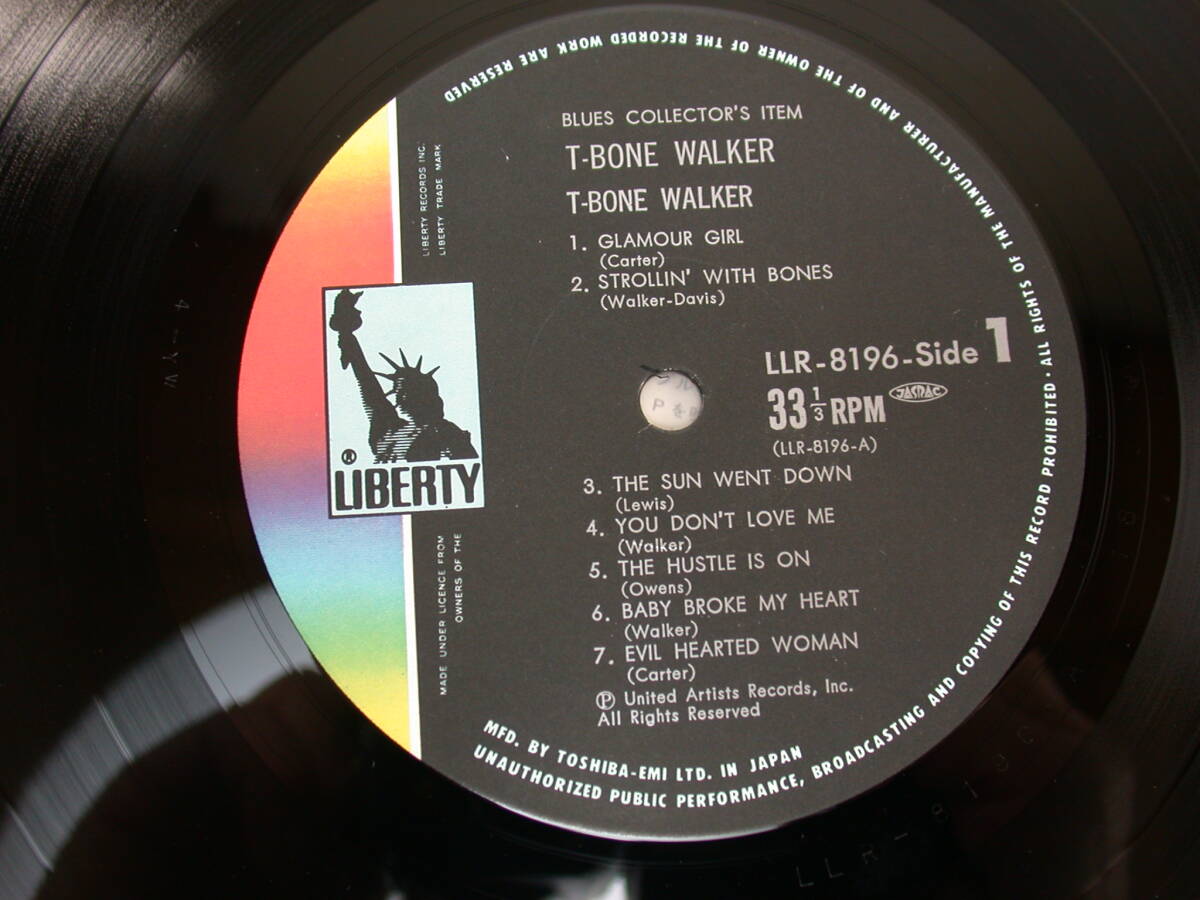 BLUES COLLECTOR'S ITEM
T-BONE WALKER
T-BONE WALKER
1. GLAMOUR GIRL
(Carter)
2. STROLLIN' WITH BONES
(Walker-Davis)
LIBERTY RECORDS INC.
LIBERTY TRADE MARK
® LIBERTY
MADE UNDER LICENCE FROM
OWNERS OF THE
LLR-8196-Side 1
33 1/3 RPM
JASRAC
(LLR-8196-A)
3. THE SUN WENT DOWN
(Lewis)
4. YOU DON'T LOVE ME
(Walker)
5. THE HUSTLE IS ON
(Owens)
6. BABY BROKE MY HEART
(Walker)
7. EVIL HEARTED WOMAN
(Carter)
Ⓟ United Artists Records, Inc.
All Rights Reserved
MFD. BY TOSHIBA-EMI LTD. IN JAPAN
UNAUTHORIZED PUBLIC PERFORMANCE, BROADCASTING AND COPYING OF THIS RECORD PROHIBITED · ALL RIGHTS OF THE MANUFACTURER AND OF THE OWNER OF THE RECORDED WORK ARE RESERVED